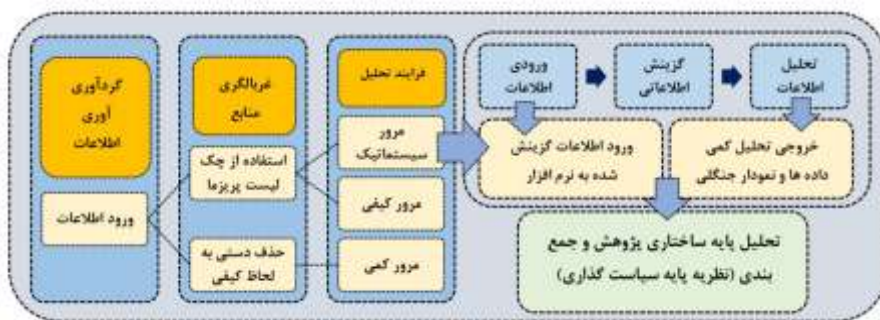 گردآوری
آوری
اطلاعات
ورود اطلاعات
غربالگری
منابع
استفاده از چک
لیست پریزما
حذف دستی به
لحاظ کیفی
فرایند تحلیل
مرور
سیستماتیک
مرور کیفی
مرور کمی
ورودی
اطلاعات
گزینش
اطلاعاتی
تحلیل
اطلاعات
ورود اطلاعات گزینش
شده به نرم افزار
خروجی تحلیل کمی
داده ها و نمودار جنگلی
تحلیل پایه ساختاری پژوهش و جمع
بندی (نظریه پایه سیاست گذاری)